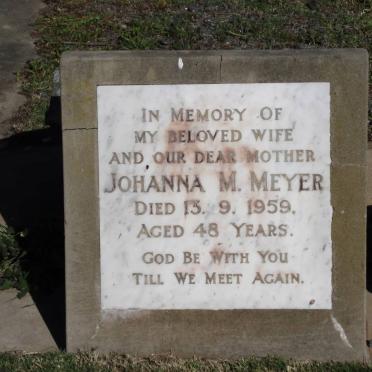 IN MEMORY OF
MY BELOVED WIFE
AND OUR DEAR MOTHER
JOHANNA M. MEYER
DIED 13. 9. 1959.
AGED 48 YEARS.
GOD BE WITH YOU
TILL WE MEET AGAIN.